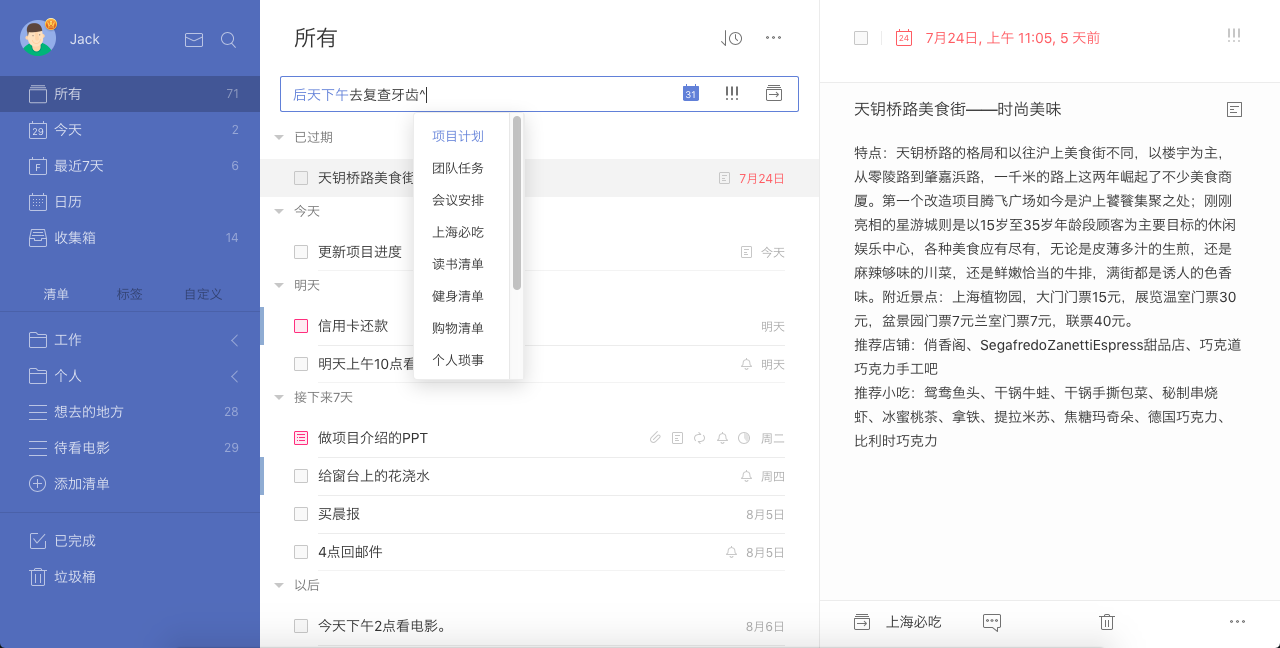 Jack
所有 71
29 今天 2
F 最近7天 6
日历
收集箱 14
清单 标签 自定义
工作
个人
想去的地方 28
待看电影 29
添加清单
已完成
垃圾桶
所有
后天下午去复查牙齿^ 31
项目计划
团队任务
会议安排
上海必吃
读书清单
健身清单
购物清单
个人琐事
已过期
天钥桥路美食街 7月24日
今天
更新项目进度 今天
明天
信用卡还款 明天
明天上午10点看 明天
接下来7天
做项目介绍的PPT 周二
给窗台上的花浇水 周四
买晨报 8月5日
4点回邮件 8月5日
以后
今天下午2点看电影。 8月6日
24 7月24日, 上午 11:05, 5 天前
天钥桥路美食街——时尚美味
特点：天钥桥路的格局和以往沪上美食街不同，以楼宇为主，
从零陵路到肇嘉浜路，一千米的路上这两年崛起了不少美食商
厦。第一个改造项目腾飞广场如今是沪上饕餮集聚之处；刚刚
亮相的星游城则是以15岁至35岁年龄段顾客为主要目标的休闲
娱乐中心，各种美食应有尽有，无论是皮薄多汁的生煎，还是
麻辣够味的川菜，还是鲜嫩恰当的牛排，满街都是诱人的色香
味。附近景点：上海植物园，大门门票15元，展览温室门票30
元，盆景园门票7元兰室门票7元，联票40元。
推荐店铺：俏香阁、SegafredoZanettiEspress甜品店、巧克道
巧克力手工吧
推荐小吃：鸳鸯鱼头、干锅牛蛙、干锅手撕包菜、秘制串烧
虾、冰蜜桃茶、拿铁、提拉米苏、焦糖玛奇朵、德国巧克力、
比利时巧克力
上海必吃